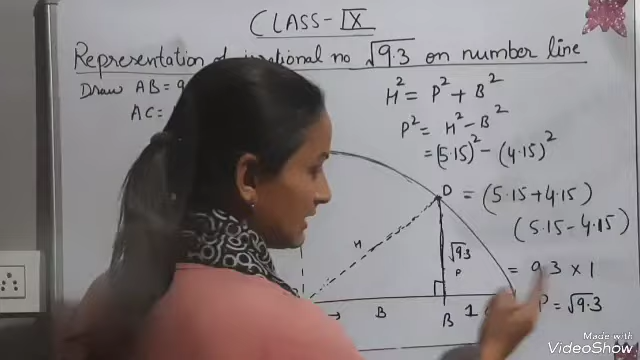 CLASS-IX
Representation of irrational no √9.3 on number line
Draw AB = 9
AC =
H² = P² + B²
P² = H² - B²
= (5.15)² - (4.15)²
D
= (5.15 + 4.15)
(5.15 - 4.15)
H
√9.3
P
= 9.3 × 1
P = √9.3
B
B
1
Made with
VideoShow